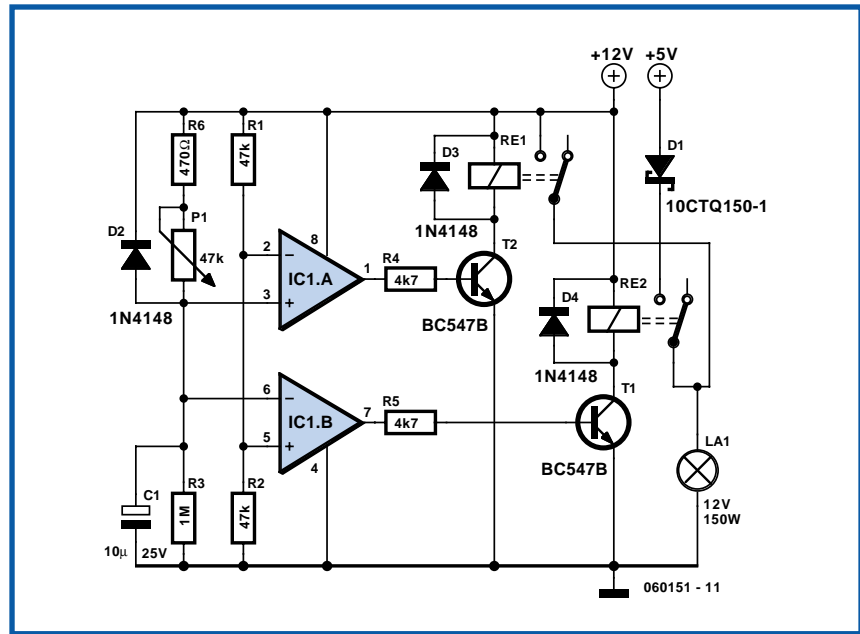 +12V
+5V
R6
470Ω
R1
47k
D3
RE1
D1
10CTQ150-1
1N4148
P1
47k
D2
1N4148
2
−
8
IC1.A
3
+
1
R4
4k7
T2
BC547B
D4
RE2
1N4148
6
−
IC1.B
5
+
4
7
R5
4k7
T1
BC547B
LA1
12V
150W
C1
10µ
25V
R3
1M
R2
47k
060151 - 11